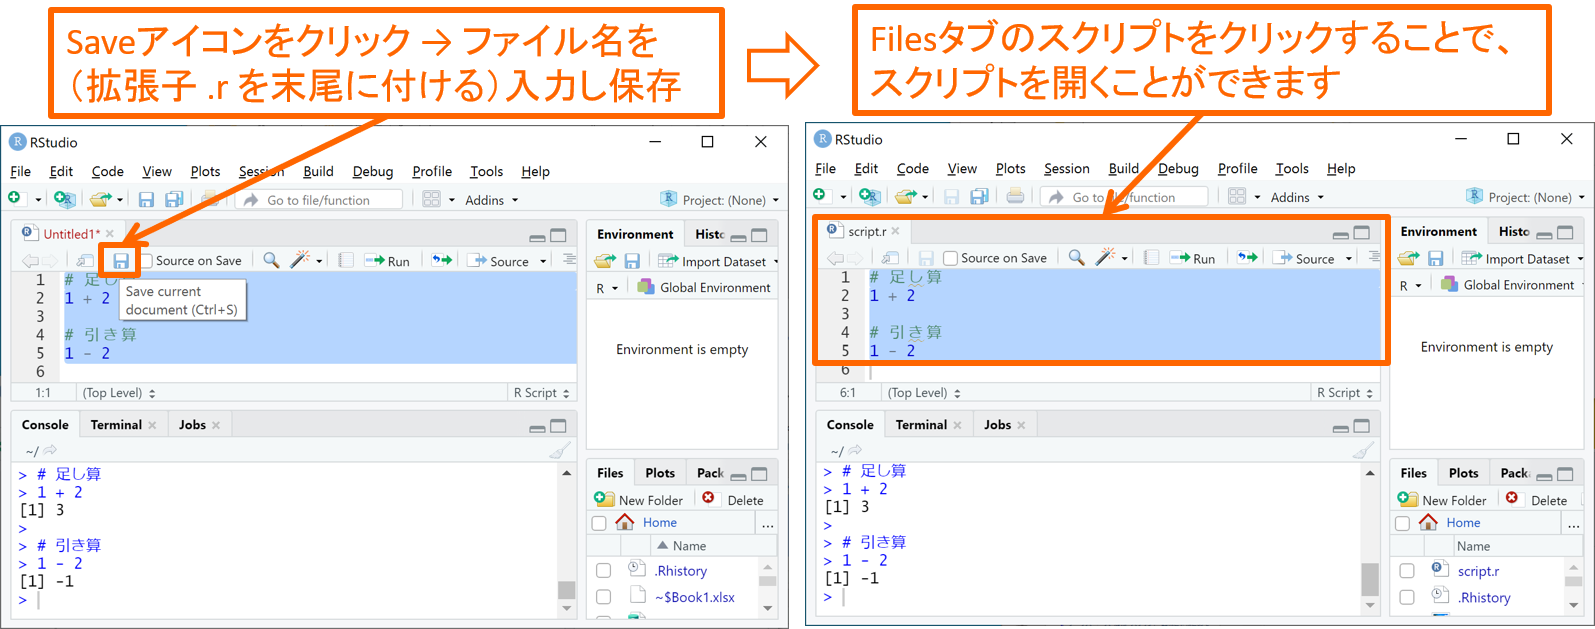 Saveアイコンをクリック → ファイル名を
（拡張子 .r を末尾に付ける）入力し保存
Filesタブのスクリプトをクリックすることで、
スクリプトを開くことができます
RStudio
File Edit Code View Plots Session Build Debug Profile Tools Help
Go to file/function Addins Project: (None)
Untitled1*
Source on Save Run Source
Save current
document (Ctrl+S)
1 # 足し
2 1 + 2
3
4 # 引き算
5 1 - 2
6
1:1 (Top Level) R Script
Console Terminal Jobs
~/
> # 足し算
> 1 + 2
[1] 3
>
> # 引き算
> 1 - 2
[1] -1
>
Environment Histo
Import Dataset
R Global Environment
Environment is empty
Files Plots Pack
New Folder Delete
Home ...
Name
.Rhistory
~$Book1.xlsx
RStudio
File Edit Code View Plots Session Build Debug Profile Tools Help
Go to file/function Addins Project: (None)
script.r
Source on Save Run Source
1 # 足し算
2 1 + 2
3
4 # 引き算
5 1 - 2
6
6:1 (Top Level) R Script
Console Terminal Jobs
~/
> # 足し算
> 1 + 2
[1] 3
>
> # 引き算
> 1 - 2
[1] -1
>
Environment Histo
Import Dataset
R Global Environment
Environment is empty
Files Plots Pack
New Folder Delete
Home ...
Name
script.r
.Rhistory